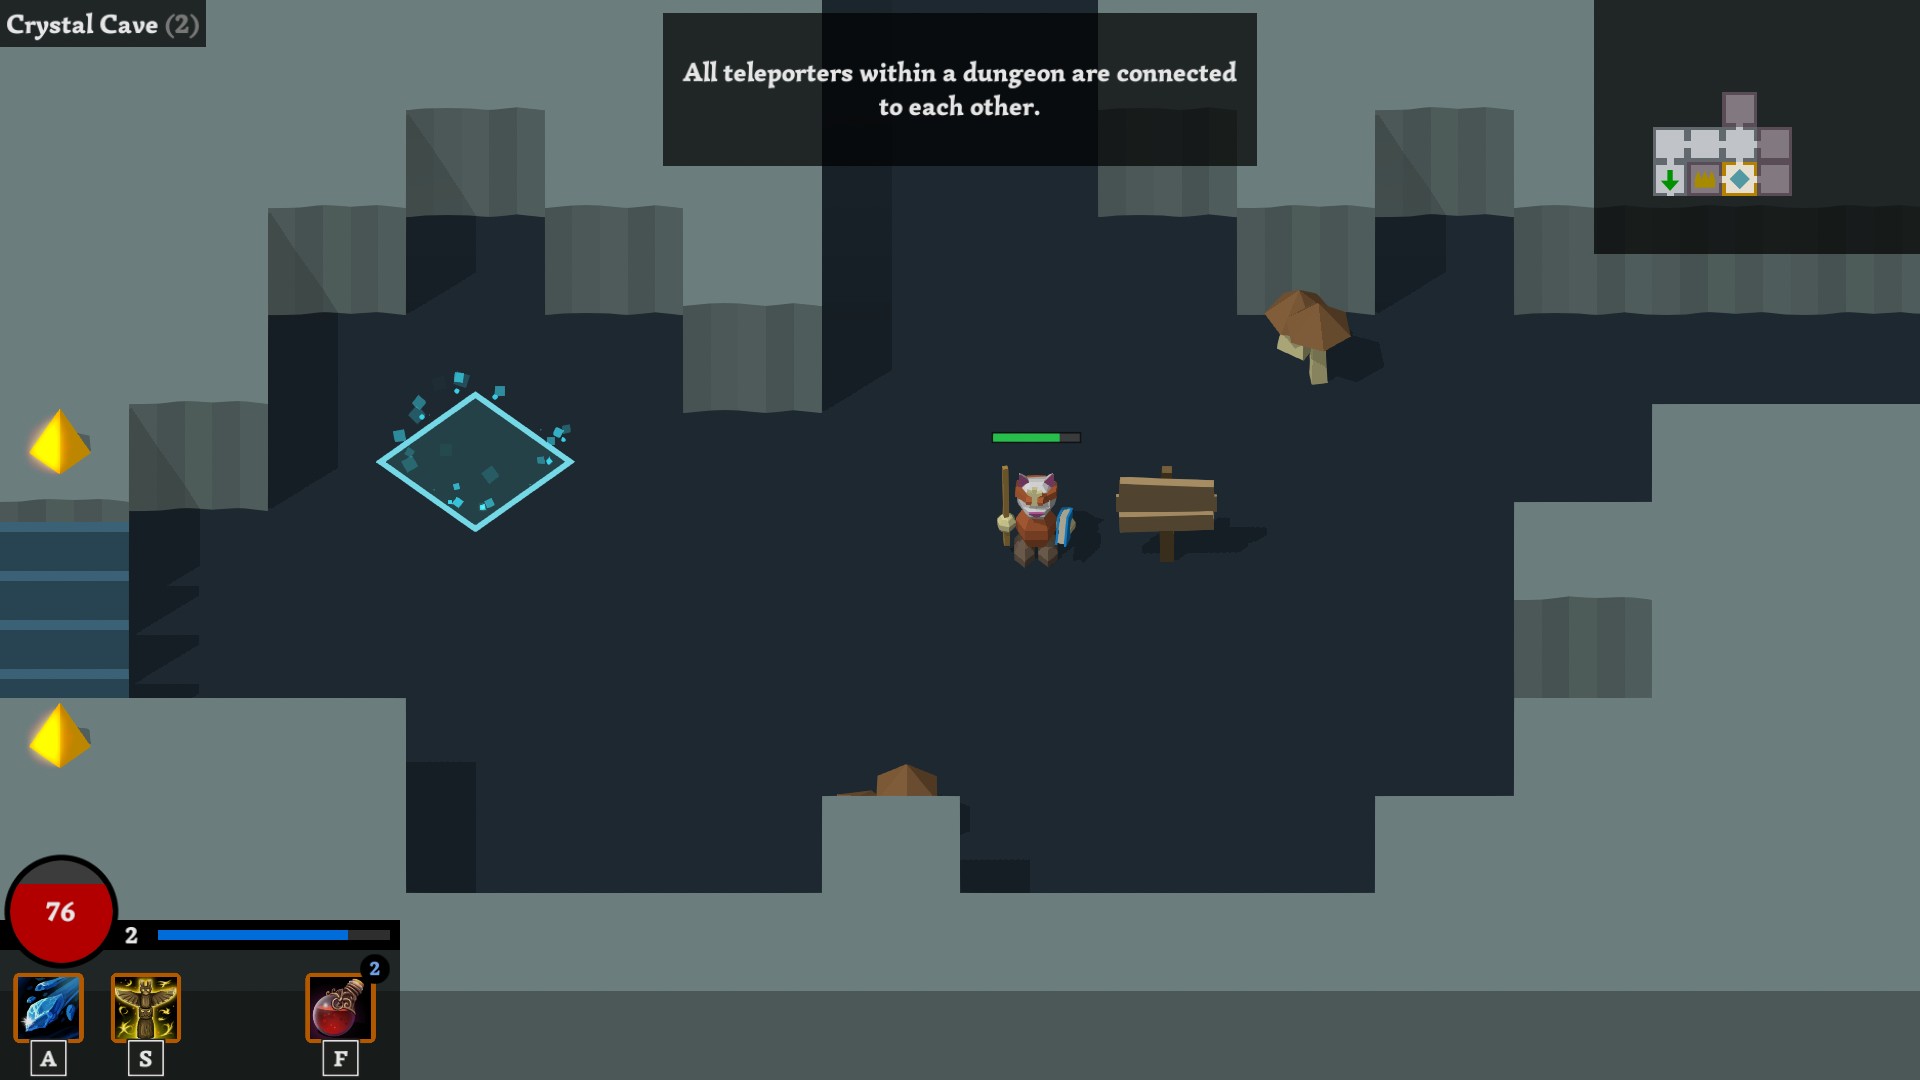 Crystal Cave (2)
All teleporters within a dungeon are connected
to each other.
76
2
2
A
S
F